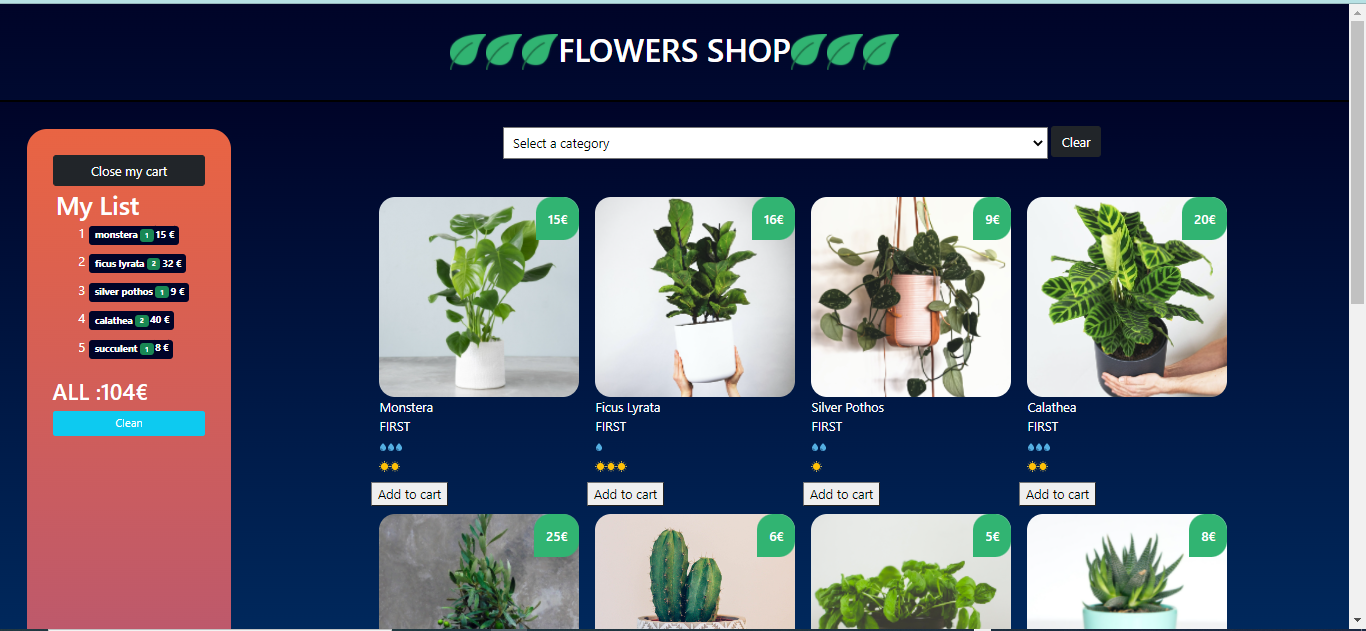 FLOWERS SHOP
Close my cart
My List
1 monstera 1 15 €
2 ficus lyrata 2 32 €
3 silver pothos 1 9 €
4 calathea 2 40 €
5 succulent 1 8 €
ALL :104€
Clean
Select a category
Clear
15€
16€
9€
20€
Monstera
FIRST
Add to cart
Ficus Lyrata
FIRST
Add to cart
Silver Pothos
FIRST
Add to cart
Calathea
FIRST
Add to cart
25€
6€
5€
8€